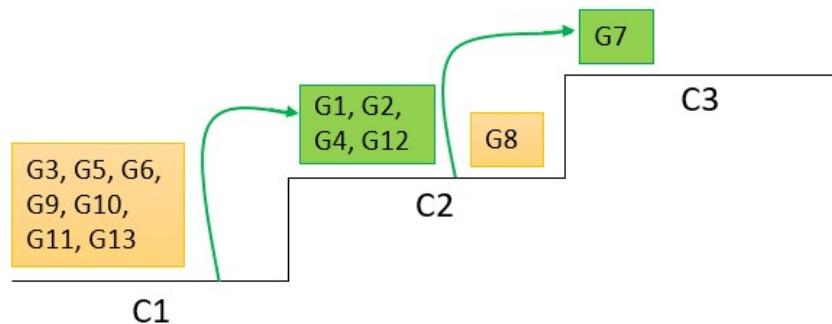 G7
C3
G1, G2,
G4, G12
G8
C2
G3, G5, G6,
G9, G10,
G11, G13
C1